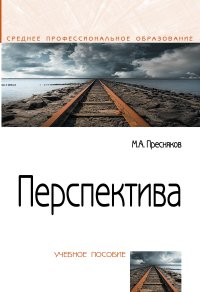 СРЕДНЕЕ ПРОФЕССИОНАЛЬНОЕ ОБРАЗОВАНИЕ
М.А. Пресняков
Перспектива
УЧЕБНОЕ ПОСОБИЕ